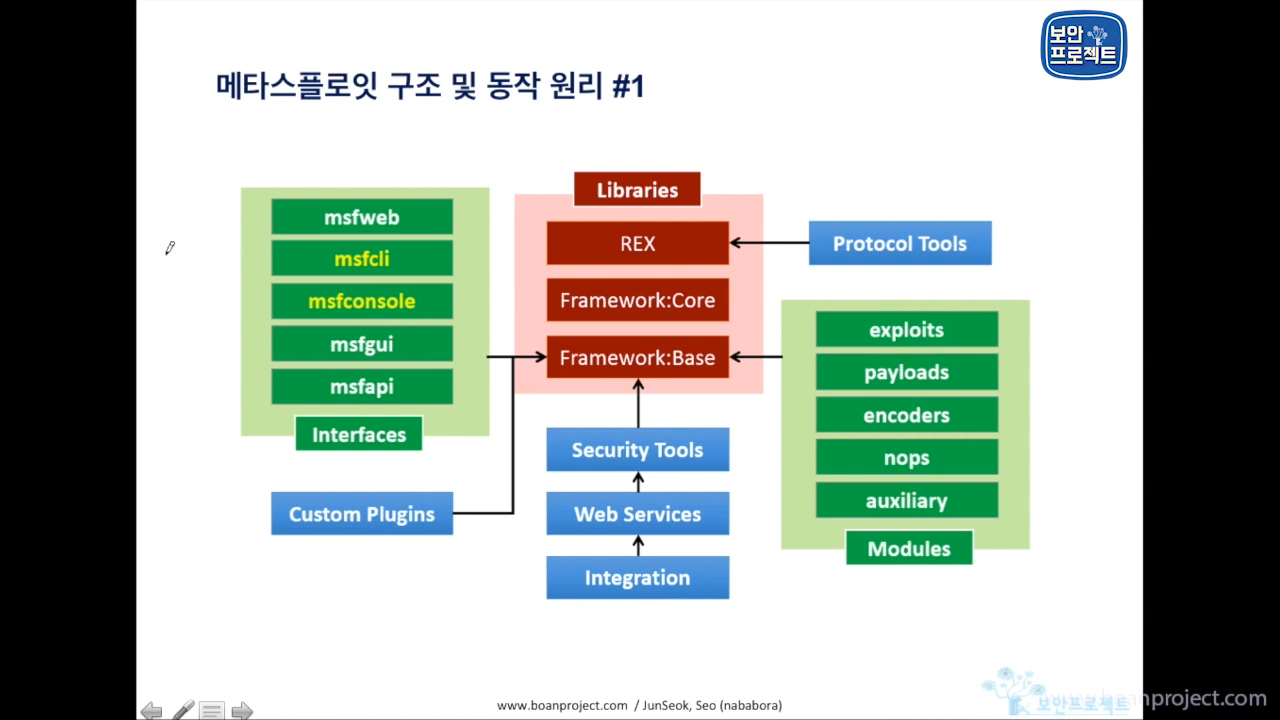 보안
프로젝트
메타스플로잇 구조 및 동작 원리 #1
msfweb
msfcli
msfconsole
msfgui
msfapi
Interfaces
Custom Plugins
Libraries
REX
Framework:Core
Framework:Base
Security Tools
Web Services
Integration
Protocol Tools
exploits
payloads
encoders
nops
auxiliary
Modules
www.boanproject.com / JunSeok, Seo (nababora)
보안프로젝트
www.boanproject.com